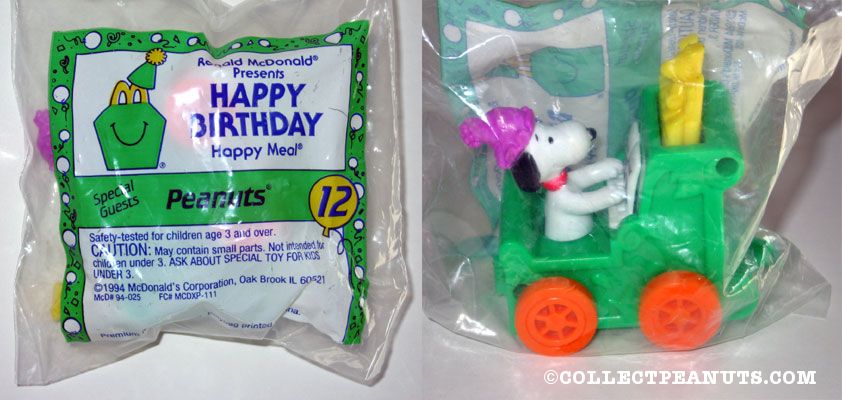 Ronald McDonald®
Presents
HAPPY
BIRTHDAY
Happy Meal®
Special
Guests
Peanuts®
12
Safety-tested for children age 3 and over.
CAUTION: May contain small parts. Not intended for
children under 3. ASK ABOUT SPECIAL TOY FOR KIDS
UNDER 3.
©1994 McDonald's Corporation, Oak Brook IL 60521
McD# 94-025 FC# MCDXP-111
printed
©COLLECTPEANUTS.COM